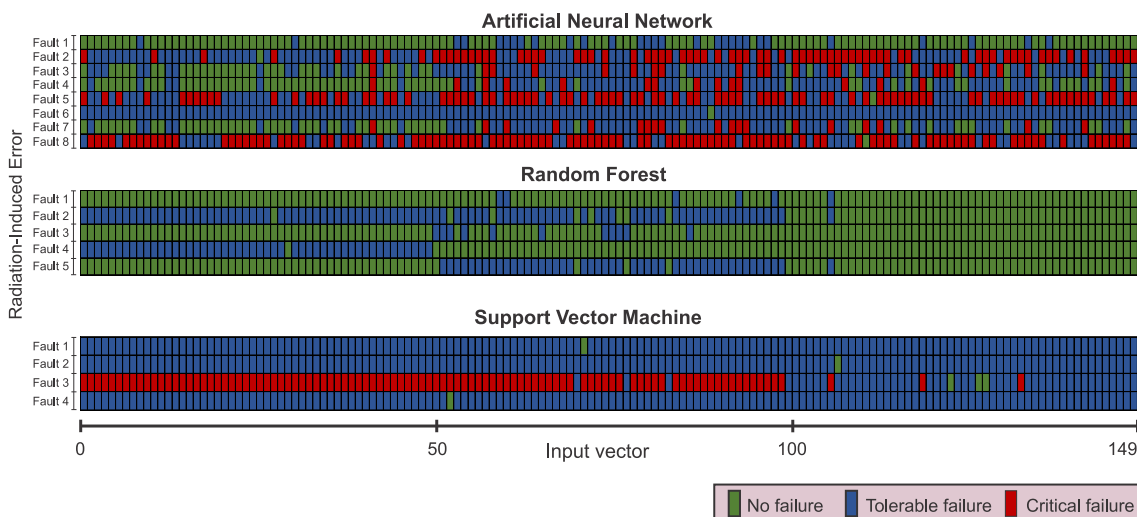 Artificial Neural Network
Fault 1
Fault 2
Fault 3
Fault 4
Fault 5
Fault 6
Fault 7
Fault 8
Radiation-Induced Error
Random Forest
Fault 1
Fault 2
Fault 3
Fault 4
Fault 5
Support Vector Machine
Fault 1
Fault 2
Fault 3
Fault 4
0 50 Input vector 100 149
No failure Tolerable failure Critical failure